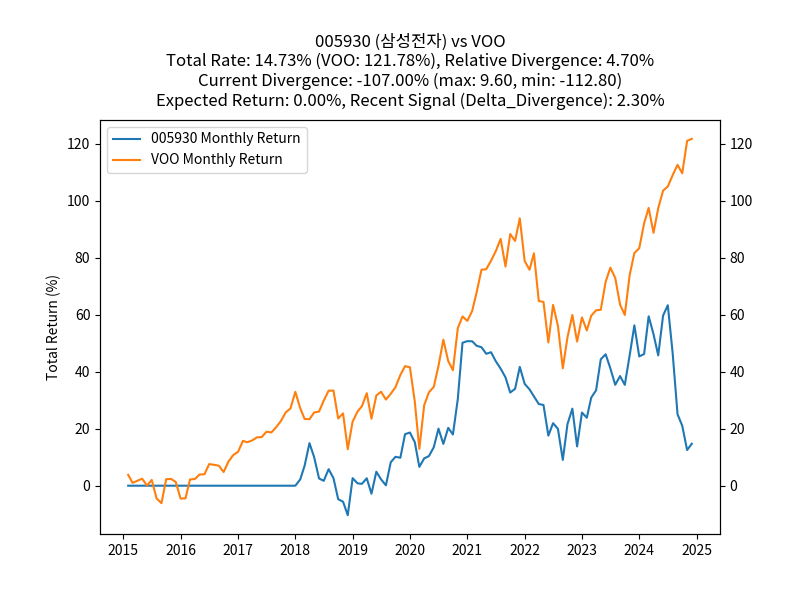 005930 (삼성전자) vs VOO
Total Rate: 14.73% (VOO: 121.78%), Relative Divergence: 4.70%
Current Divergence: -107.00% (max: 9.60, min: -112.80)
Expected Return: 0.00%, Recent Signal (Delta_Divergence): 2.30%
005930 Monthly Return
VOO Monthly Return
Total Return (%)
120
100
80
60
40
20
0
120
100
80
60
40
20
0
2015 2016 2017 2018 2019 2020 2021 2022 2023 2024 2025